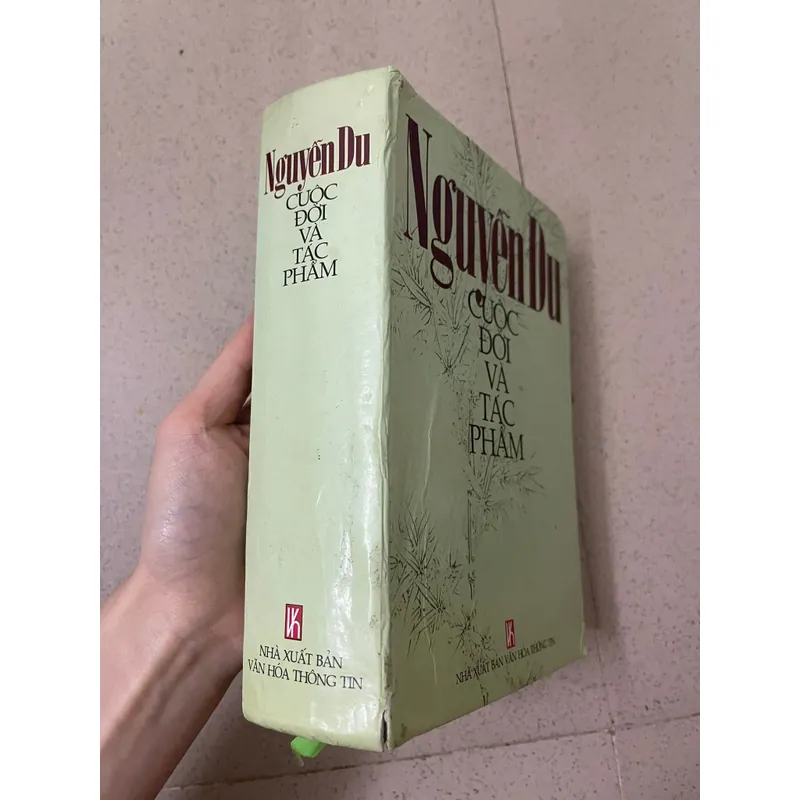 Nguyễn Du
CUỘC
ĐỜI
VÀ
TÁC
PHẨM
NHÀ XUẤT BẢN
VĂN HÓA THÔNG TIN
Nguyễn Du
CUỘC
ĐỜI
VÀ
TÁC
PHẨM
NHÀ XUẤT BẢN VĂN HÓA THÔNG TIN